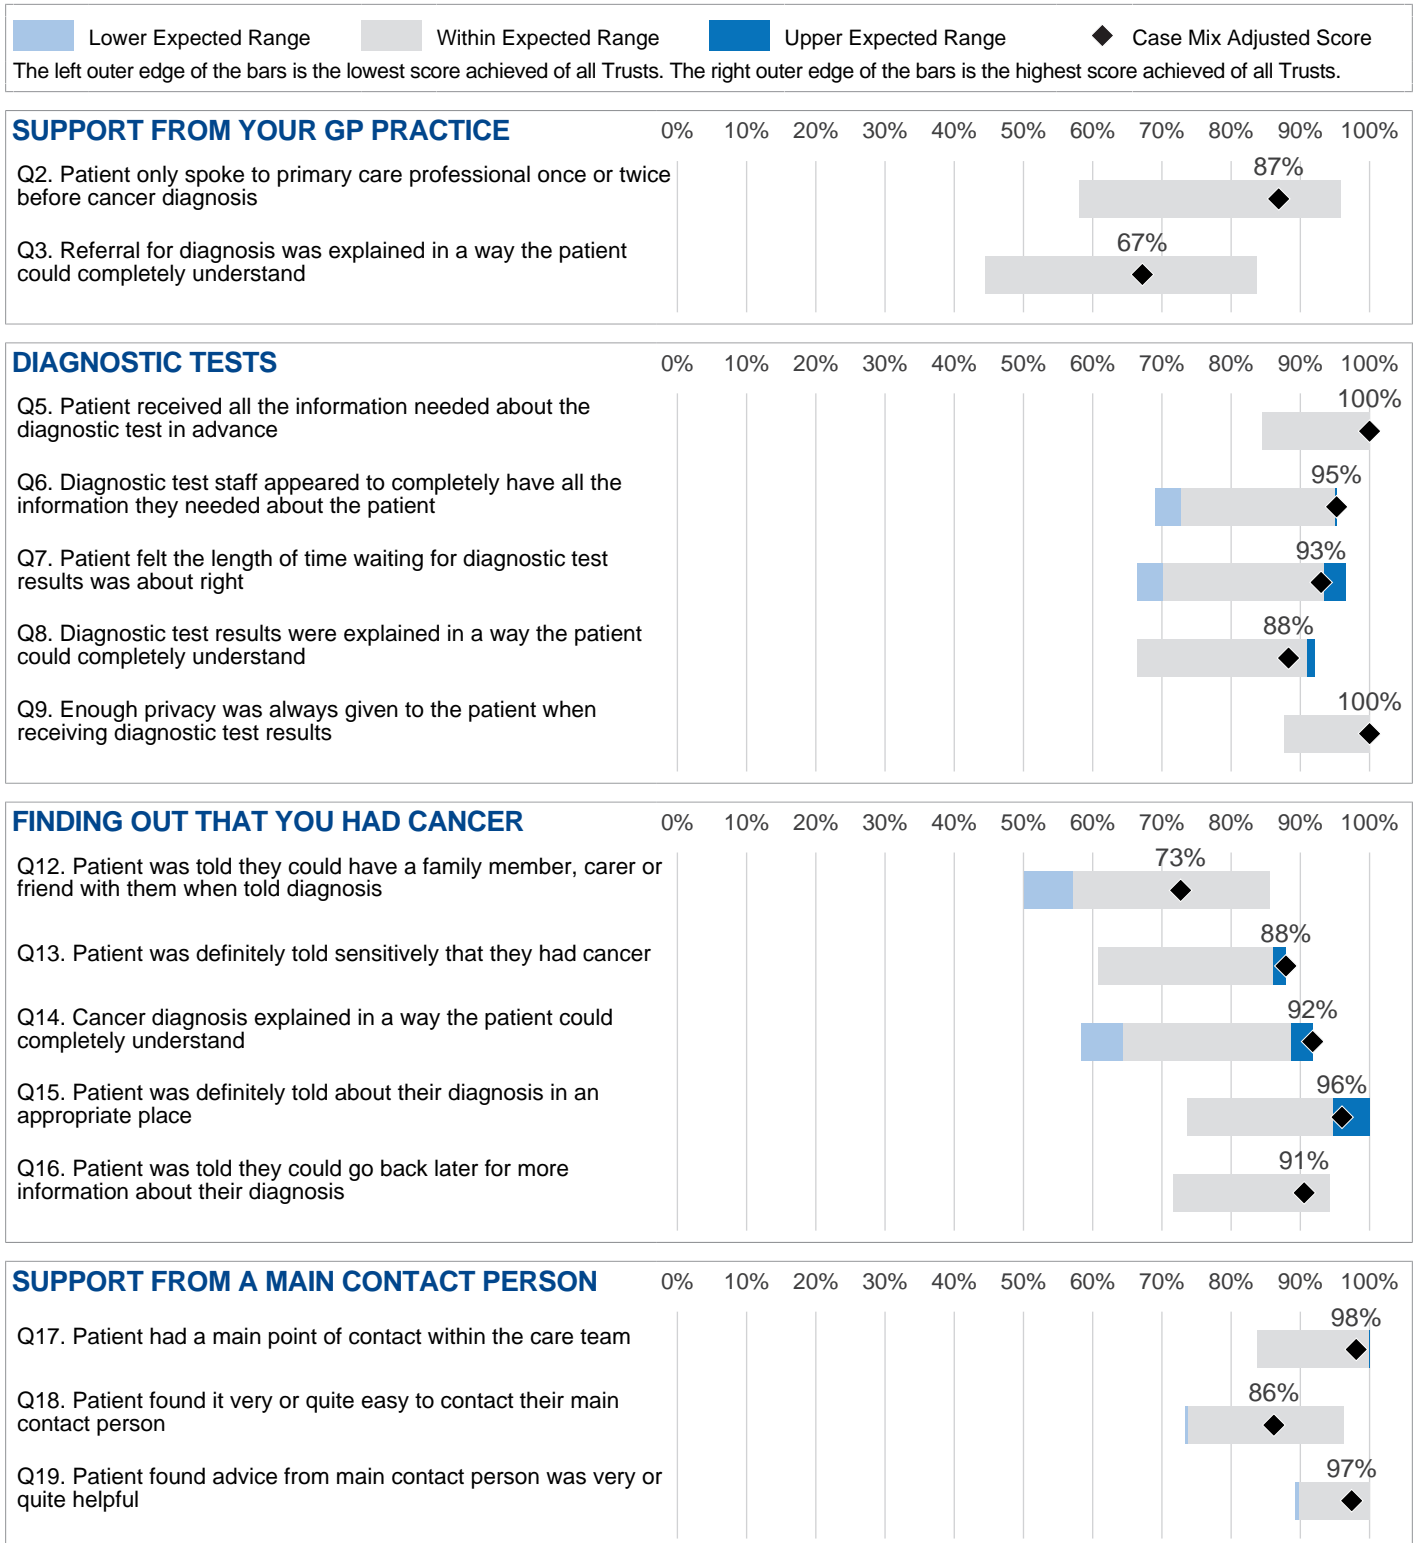 Lower Expected Range Within Expected Range Upper Expected Range Case Mix Adjusted Score
The left outer edge of the bars is the lowest score achieved of all Trusts. The right outer edge of the bars is the highest score achieved of all Trusts.
SUPPORT FROM YOUR GP PRACTICE 0% 10% 20% 30% 40% 50% 60% 70% 80% 90% 100%
87%
Q2. Patient only spoke to primary care professional once or twice
before cancer diagnosis
67%
Q3. Referral for diagnosis was explained in a way the patient
could completely understand
DIAGNOSTIC TESTS 0% 10% 20% 30% 40% 50% 60% 70% 80% 90% 100%
100%
Q5. Patient received all the information needed about the
diagnostic test in advance
95%
Q6. Diagnostic test staff appeared to completely have all the
information they needed about the patient
93%
Q7. Patient felt the length of time waiting for diagnostic test
results was about right
88%
Q8. Diagnostic test results were explained in a way the patient
could completely understand
100%
Q9. Enough privacy was always given to the patient when
receiving diagnostic test results
FINDING OUT THAT YOU HAD CANCER 0% 10% 20% 30% 40% 50% 60% 70% 80% 90% 100%
73%
Q12. Patient was told they could have a family member, carer or
friend with them when told diagnosis
88%
Q13. Patient was definitely told sensitively that they had cancer
92%
Q14. Cancer diagnosis explained in a way the patient could
completely understand
96%
Q15. Patient was definitely told about their diagnosis in an
appropriate place
91%
Q16. Patient was told they could go back later for more
information about their diagnosis
SUPPORT FROM A MAIN CONTACT PERSON 0% 10% 20% 30% 40% 50% 60% 70% 80% 90% 100%
98%
Q17. Patient had a main point of contact within the care team
86%
Q18. Patient found it very or quite easy to contact their main
contact person
97%
Q19. Patient found advice from main contact person was very or
quite helpful